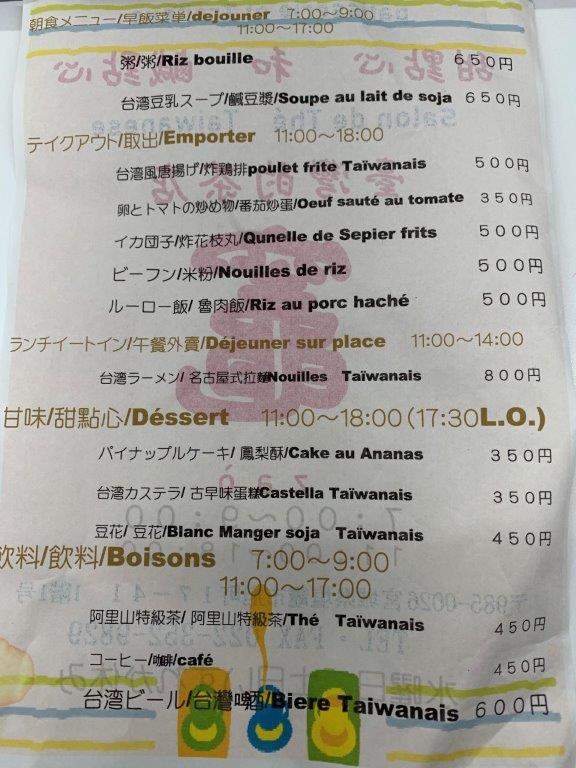 朝食メニュー/早飯菜単/dejouner 7:00～9:00
11:00～17:00
粥/粥/Riz bouille 650円
台湾豆乳スープ/鹹豆漿/Soupe au lait de soja 650円
テイクアウト/取出/Emporter 11:00～18:00
台湾風唐揚げ/炸鶏排poulet frite Taïwanais 500円
卵とトマトの炒め物/番茄炒蛋/Oeuf sauté au tomate 350円
イカ団子/炸花枝丸/Qunelle de Sepier frits 500円
ビーフン/米粉/Nouilles de riz 500円
ルーロー飯/ 魯肉飯/Riz au porc haché 500円
ランチイートイン/午餐外賣/Déjeuner sur place 11:00～14:00
台湾ラーメン/ 名古屋式拉麵Nouilles Taïwanais 800円
甘味/甜點心/Déssert 11:00～18:00(17:30L.O.)
パイナップルケーキ/ 鳳梨酥/Cake au Ananas 350円
台湾カステラ/ 古早味蛋糕Castella Taïwanais 350円
豆花/ 豆花/Blanc Manger soja Taïwanais 450円
飲料/飲料/Boisons 7:00～9:00
11:00～17:00
阿里山特級茶/ 阿里山特級茶/Thé Taïwanais 450円
コーヒー/咖啡/café 450円
台湾ビール/台灣啤酒/Biere Taiwanais 600円